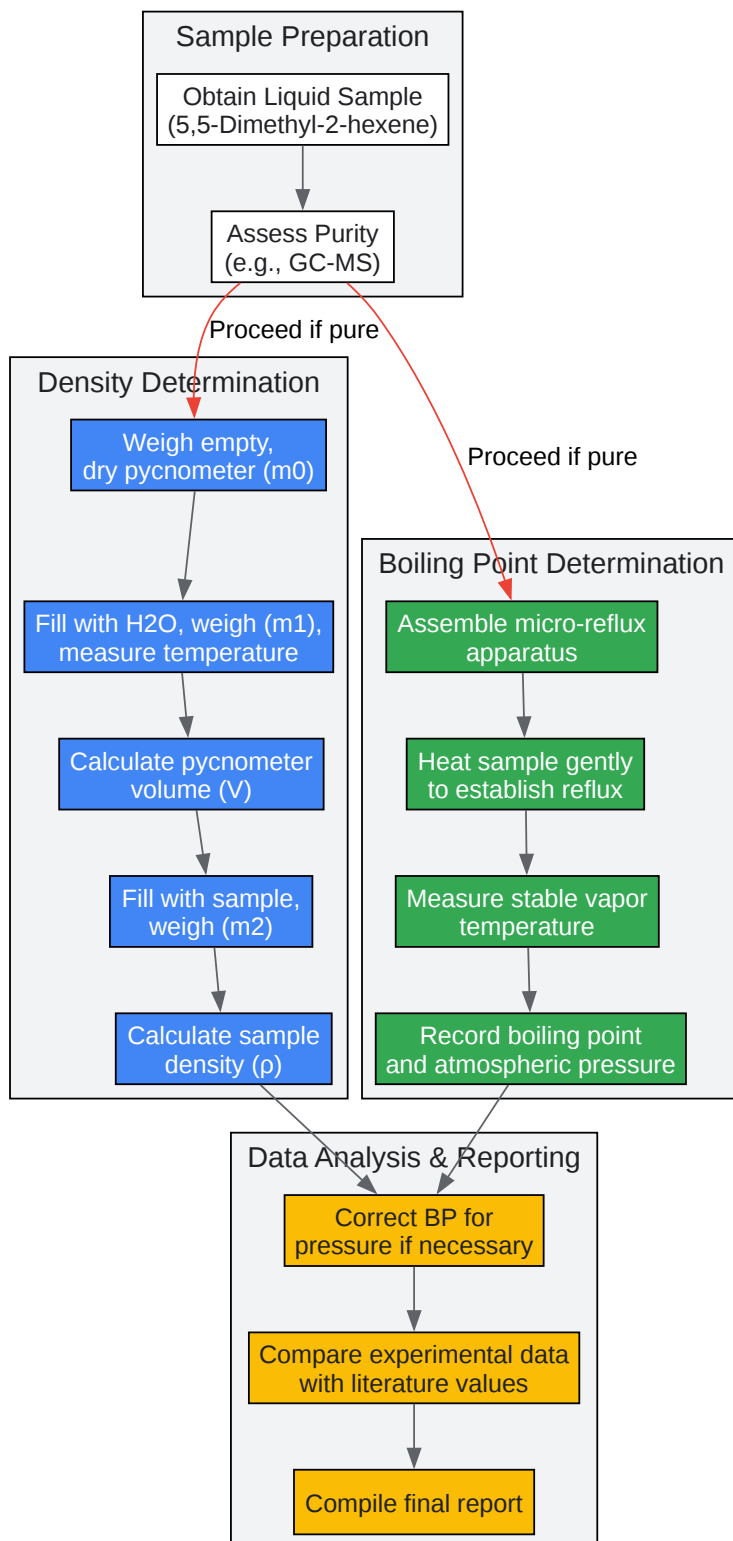 Sample Preparation
Obtain Liquid Sample
(5,5-Dimethyl-2-hexene)
Assess Purity
(e.g., GC-MS)
Proceed if pure
Proceed if pure
Density Determination
Weigh empty,
dry pycnometer (m0)
Fill with H2O, weigh (m1),
measure temperature
Calculate pycnometer
volume (V)
Fill with sample,
weigh (m2)
Calculate sample
density (ρ)
Boiling Point Determination
Assemble micro-reflux
apparatus
Heat sample gently
to establish reflux
Measure stable vapor
temperature
Record boiling point
and atmospheric pressure
Data Analysis & Reporting
Correct BP for
pressure if necessary
Compare experimental data
with literature values
Compile final report